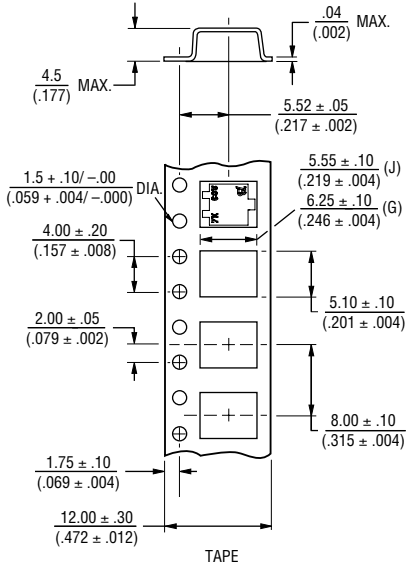 .04 MAX.
(.002)
4.5 MAX.
(.177)
5.52 ± .05
(.217 ± .002)
1.5 + .10/ −.00 DIA.
(.059 + .004/ −.000)
5.55 ± .10 (J)
(.219 ± .004)
6.25 ± .10 (G)
(.246 ± .004)
4.00 ± .20
(.157 ± .008)
5.10 ± .10
(.201 ± .004)
2.00 ± .05
(.079 ± .002)
8.00 ± .10
(.315 ± .004)
1.75 ± .10
(.069 ± .004)
12.00 ± .30
(.472 ± .012)
TAPE